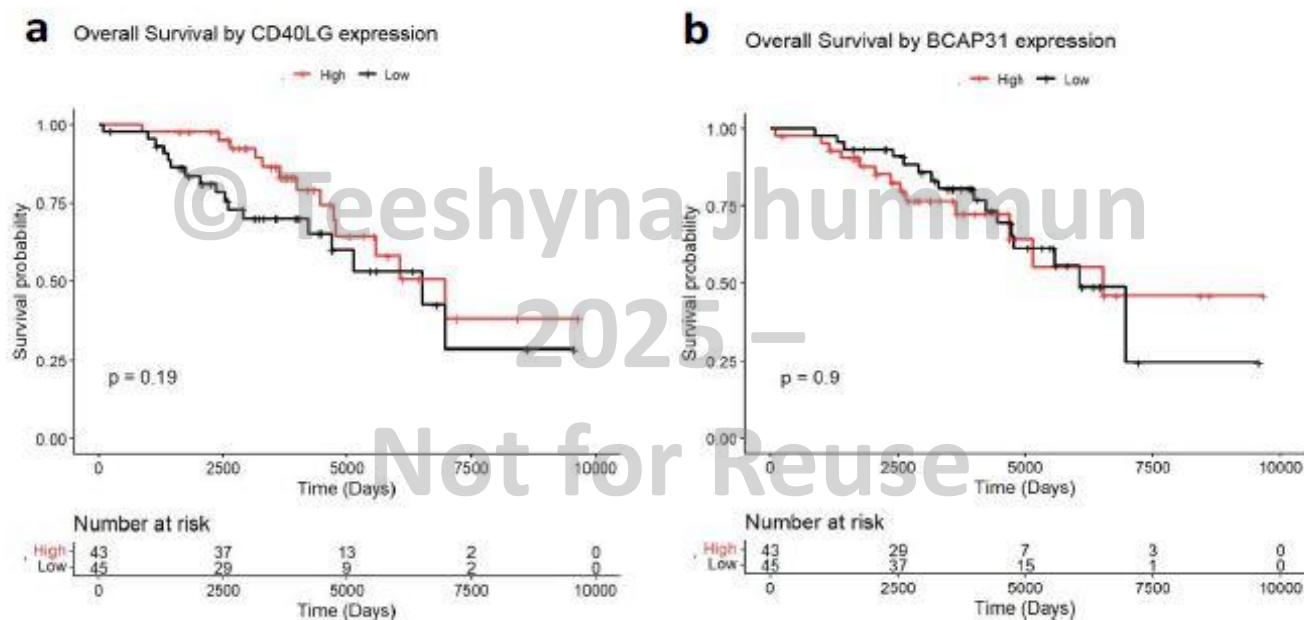 a Overall Survival by CD40LG expression
High Low
Survival probability
1.00
0.75
0.50
0.25
0.00
p = 0.19
0 2500 5000 7500 10000
Time (Days)
Number at risk
High 43 37 13 2 0
Low 45 29 9 2 0
0 2500 5000 7500 10000
Time (Days)
b Overall Survival by BCAP31 expression
High Low
Survival probability
1.00
0.75
0.50
0.25
0.00
p = 0.9
0 2500 5000 7500 10000
Time (Days)
Number at risk
High 43 29 7 3 0
Low 45 37 15 1 0
0 2500 5000 7500 10000
Time (Days)
© Teeshyna Jhummun
2025 –
Not for Reuse